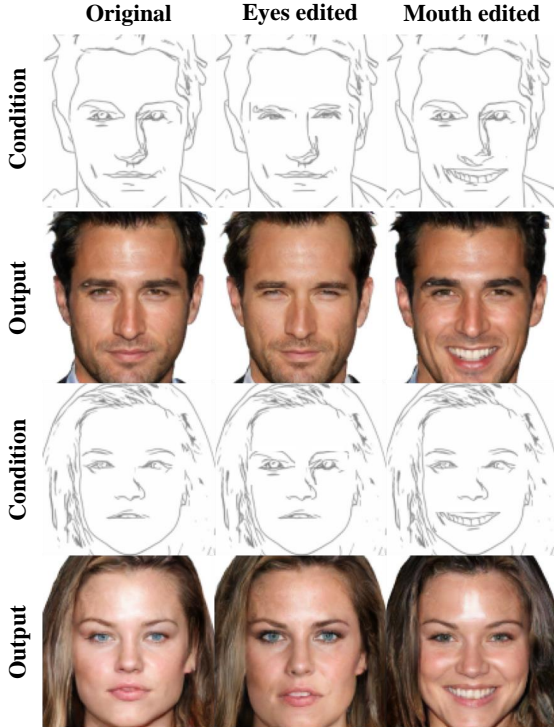 Original Eyes edited Mouth edited
Condition
Output
Condition
Output